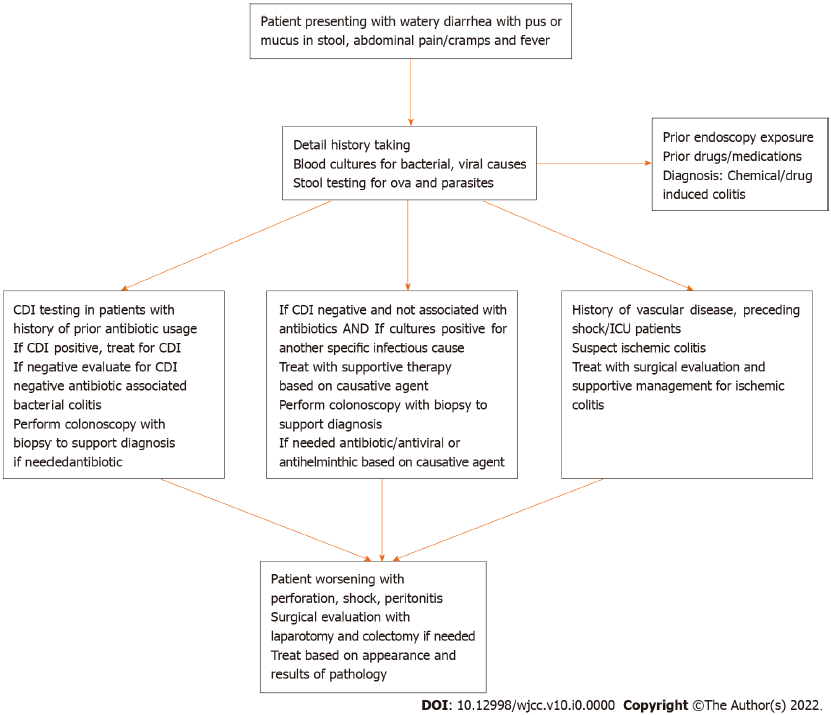 Patient presenting with watery diarrhea with pus or
mucus in stool, abdominal pain/cramps and fever
Detail history taking
Blood cultures for bacterial, viral causes
Stool testing for ova and parasites
Prior endoscopy exposure
Prior drugs/medications
Diagnosis: Chemical/drug
induced colitis
CDI testing in patients with
history of prior antibiotic usage
If CDI positive, treat for CDI
If negative evaluate for CDI
negative antibiotic associated
bacterial colitis
Perform colonoscopy with
biopsy to support diagnosis
if neededantibiotic
If CDI negative and not associated with
antibiotics AND If cultures positive for
another specific infectious cause
Treat with supportive therapy
based on causative agent
Perform colonoscopy with biopsy to
support diagnosis
If needed antibiotic/antiviral or
antihelminthic based on causative agent
History of vascular disease, preceding
shock/ICU patients
Suspect ischemic colitis
Treat with surgical evaluation and
supportive management for ischemic
colitis
Patient worsening with
perforation, shock, peritonitis
Surgical evaluation with
laparotomy and colectomy if needed
Treat based on appearance and
results of pathology
DOI: 10.12998/wjcc.v10.i0.0000 Copyright ©The Author(s) 2022.